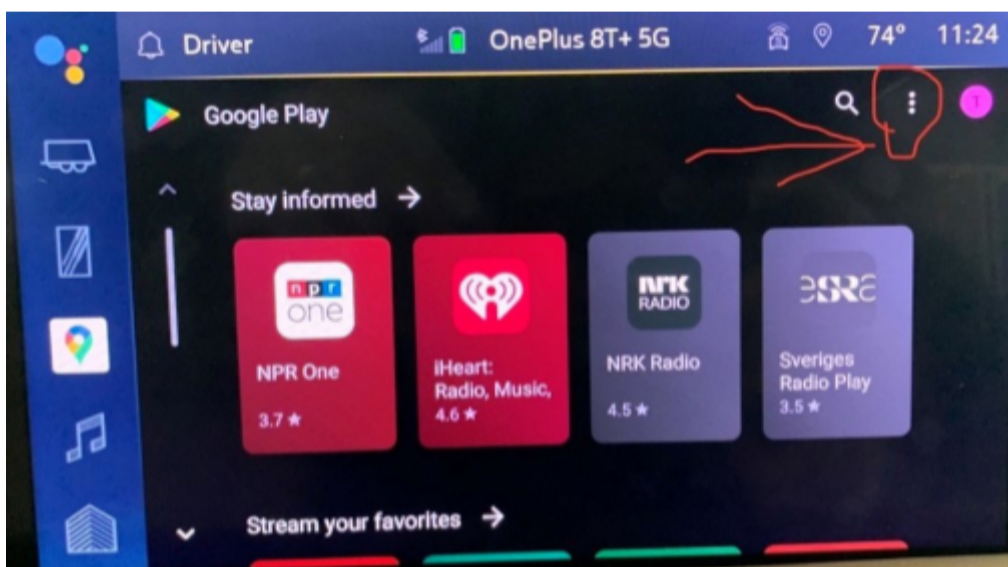 Driver
OnePlus 8T+ 5G
74°
11:24
Google Play
T
Stay informed →
npr
one
NPR One
3.7 ★
iHeart:
Radio, Music,
4.6 ★
NRK
RADIO
NRK Radio
4.5 ★
Sveriges
Radio Play
3.5 ★
Stream your favorites →